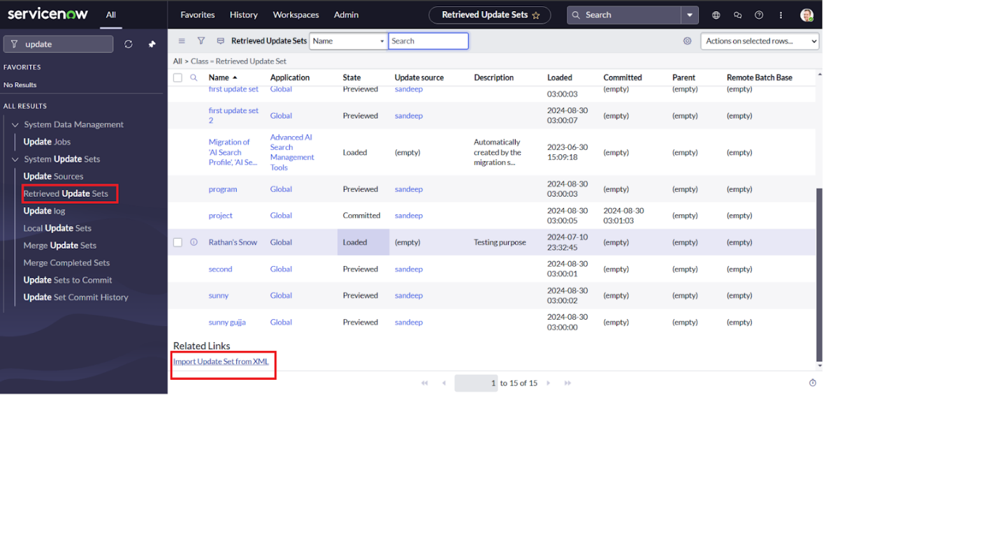 servicenow All Favorites History Workspaces Admin Retrieved Update Sets Search
update
FAVORITES
No Results
ALL RESULTS
System Data Management
Update Jobs
System Update Sets
Update Sources
Retrieved Update Sets
Update log
Local Update Sets
Merge Update Sets
Merge Completed Sets
Update Sets to Commit
Update Set Commit History
Retrieved Update Sets Name Search Actions on selected rows...
All > Class = Retrieved Update Set
Name Application State Update source Description Loaded Committed Parent Remote Batch Base
first update set Global Previewed sandeep 03:00:03 (empty) (empty) (empty)
first update set
2 Global Previewed sandeep 2024-08-30
03:00:07 (empty) (empty) (empty)
Migration of
'AI Search
Profile', 'AI Se... Advanced AI
Search
Management
Tools Loaded (empty) Automatically
created by the
migration s... 2023-06-30
15:09:18 (empty) (empty) (empty)
program Global Previewed sandeep 2024-08-30
03:00:03 (empty) (empty) (empty)
project Global Committed sandeep 2024-08-30
03:00:05 2024-08-30
03:01:03 (empty) (empty)
Rathan's Snow Global Loaded (empty) Testing purpose 2024-07-10
23:32:45 (empty) (empty) (empty)
second Global Previewed sandeep 2024-08-30
03:00:01 (empty) (empty) (empty)
sunny Global Previewed sandeep 2024-08-30
03:00:02 (empty) (empty) (empty)
sunny gujja Global Previewed sandeep 2024-08-30
03:00:00 (empty) (empty) (empty)
Related Links
Import Update Set from XML
1 to 15 of 15